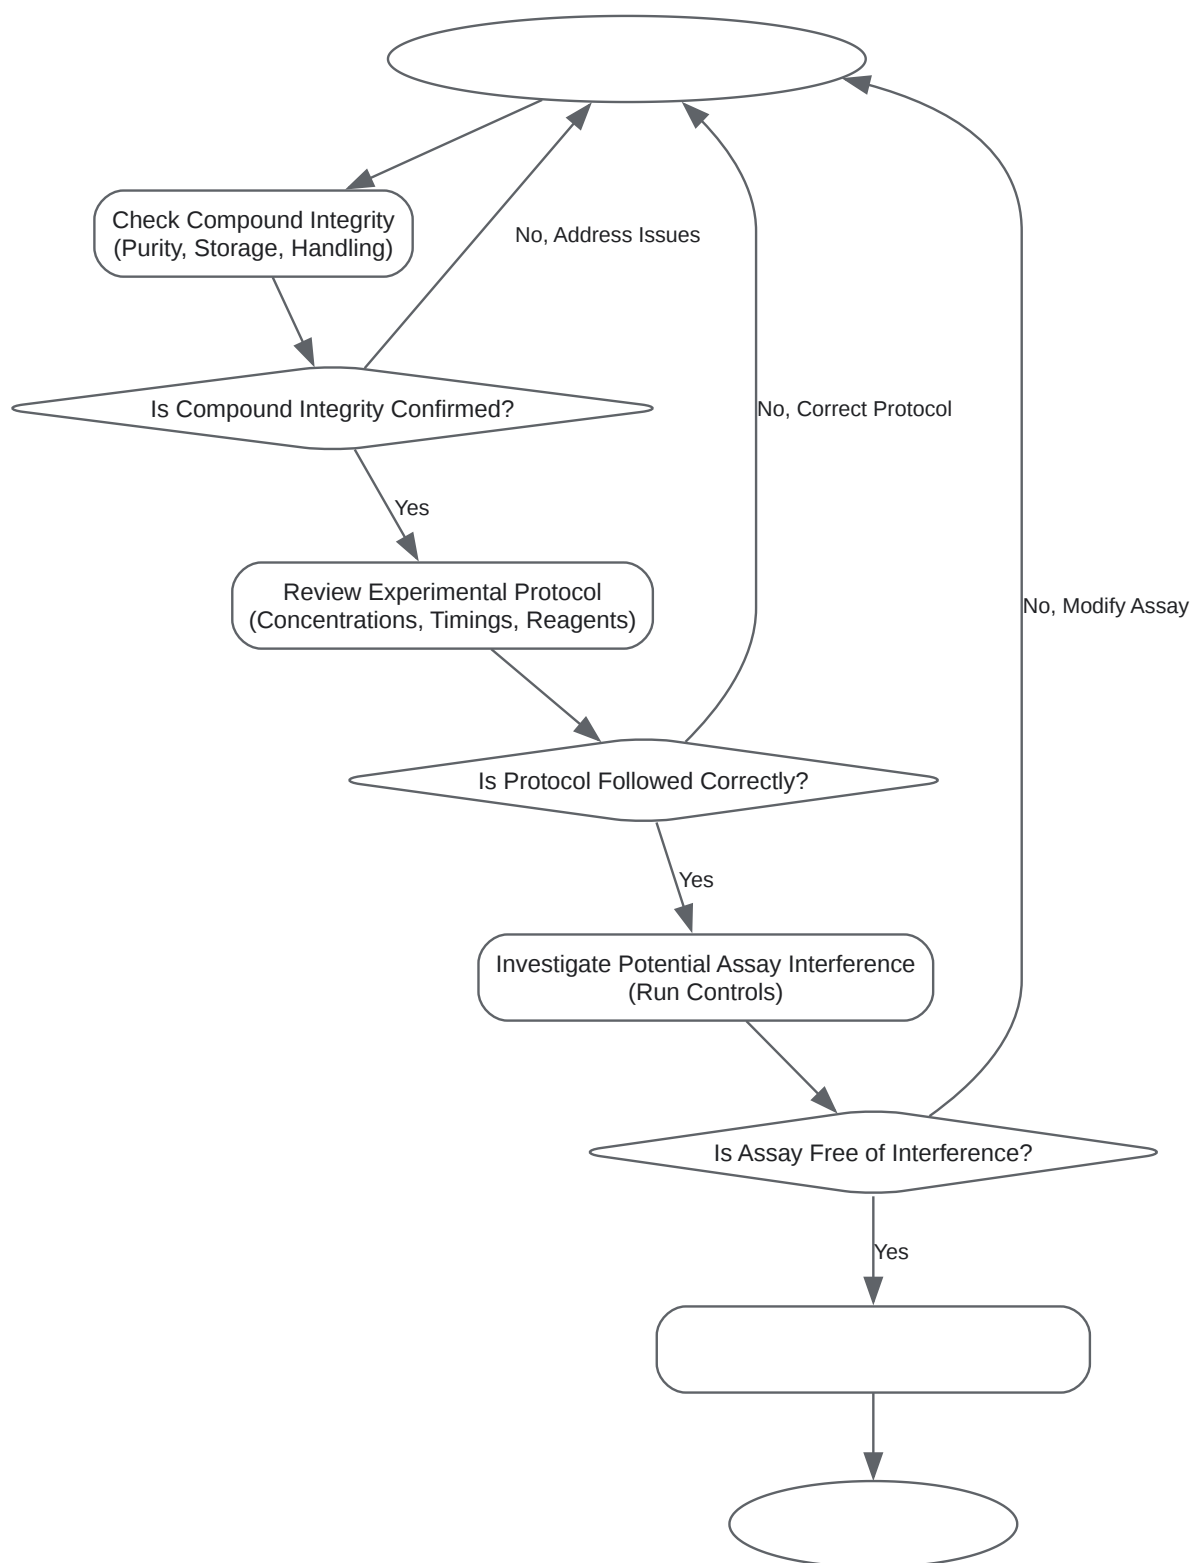 Check Compound Integrity
(Purity, Storage, Handling)
No, Address Issues
Is Compound Integrity Confirmed?
No, Correct Protocol
Yes
Review Experimental Protocol
(Concentrations, Timings, Reagents)
No, Modify Assay
Is Protocol Followed Correctly?
Yes
Investigate Potential Assay Interference
(Run Controls)
Is Assay Free of Interference?
Yes